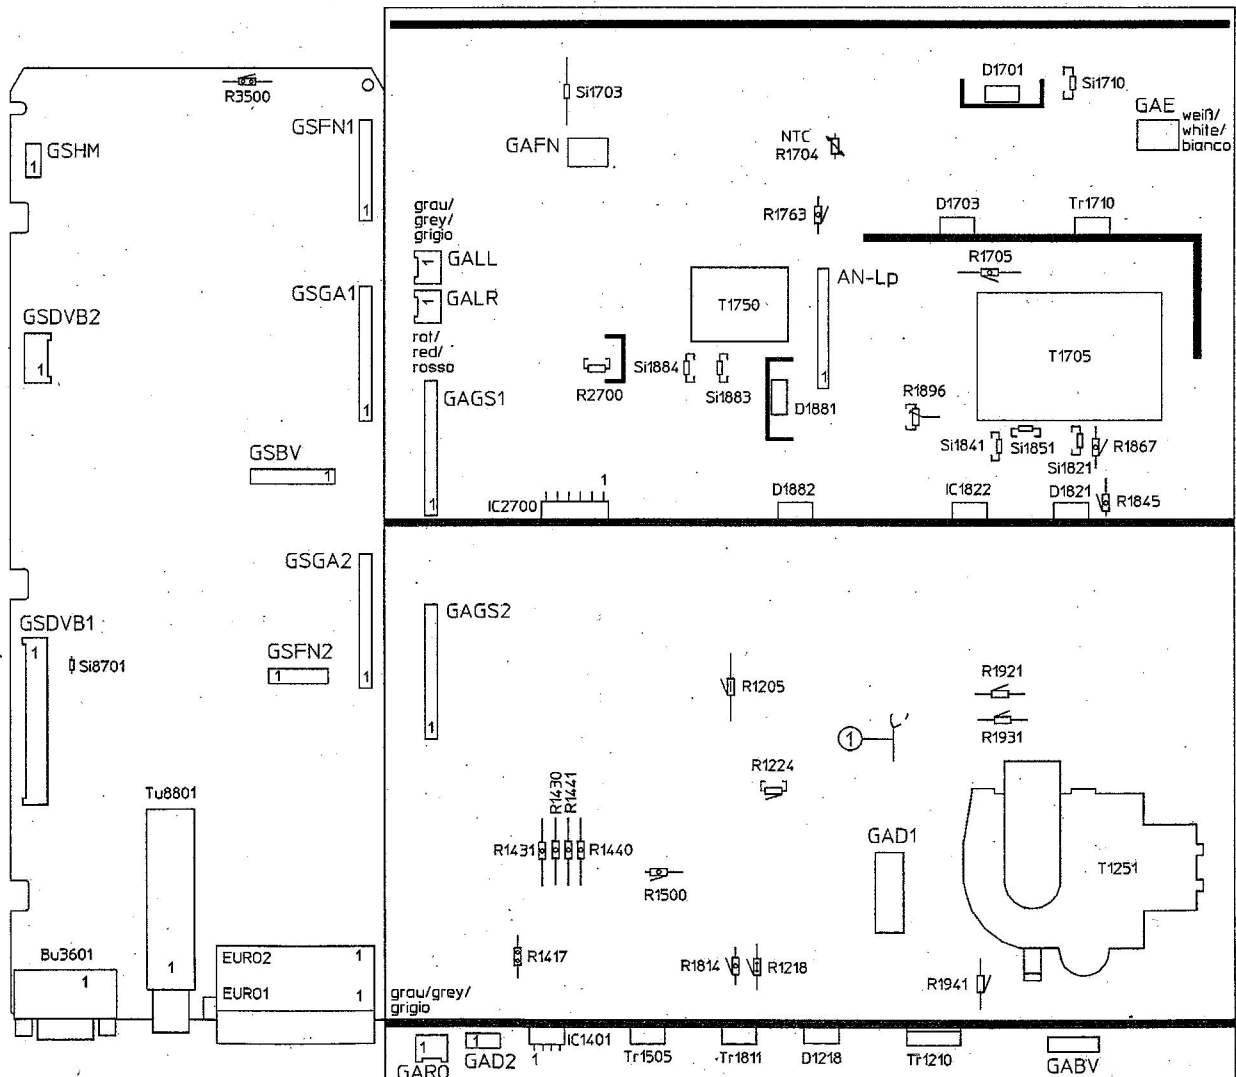 R3500
GSHM
1
GSFN1
1
GSDVB2
1
GSGA1
1
GSBV
1
GSGA2
1
GSDVB1
1
Si8701
GSFN2
1
Tu8801
1
Bu3601
1
EURO2 1
EURO1 1
Si1703
GAFN
NTC
R1704
D1701
Si1710
GAE
weiß/
white/
bianco
R1763
D1703
Tr1710
grau/
grey/
grigio
1
GALL
1
GALR
rot/
red/
rosso
R1705
T1750
AN-Lp
1
T1705
R2700
Si1884
Si1883
D1881
R1896
GAGS1
1
Si1841
Si1851
Si1821
R1867
IC2700
1
D1882
IC1822
D1821
R1845
GAGS2
1
R1205
R1921
R1931
1
R1224
R1430
R1441
R1431
R1440
R1500
GAD1
T1251
R1417
R1814
R1218
R1941
grau/grey/
grigio
1
GARO
1
GAD2
1
IC1401
Tr1505
Tr1811
D1218
Tr1210
GABV